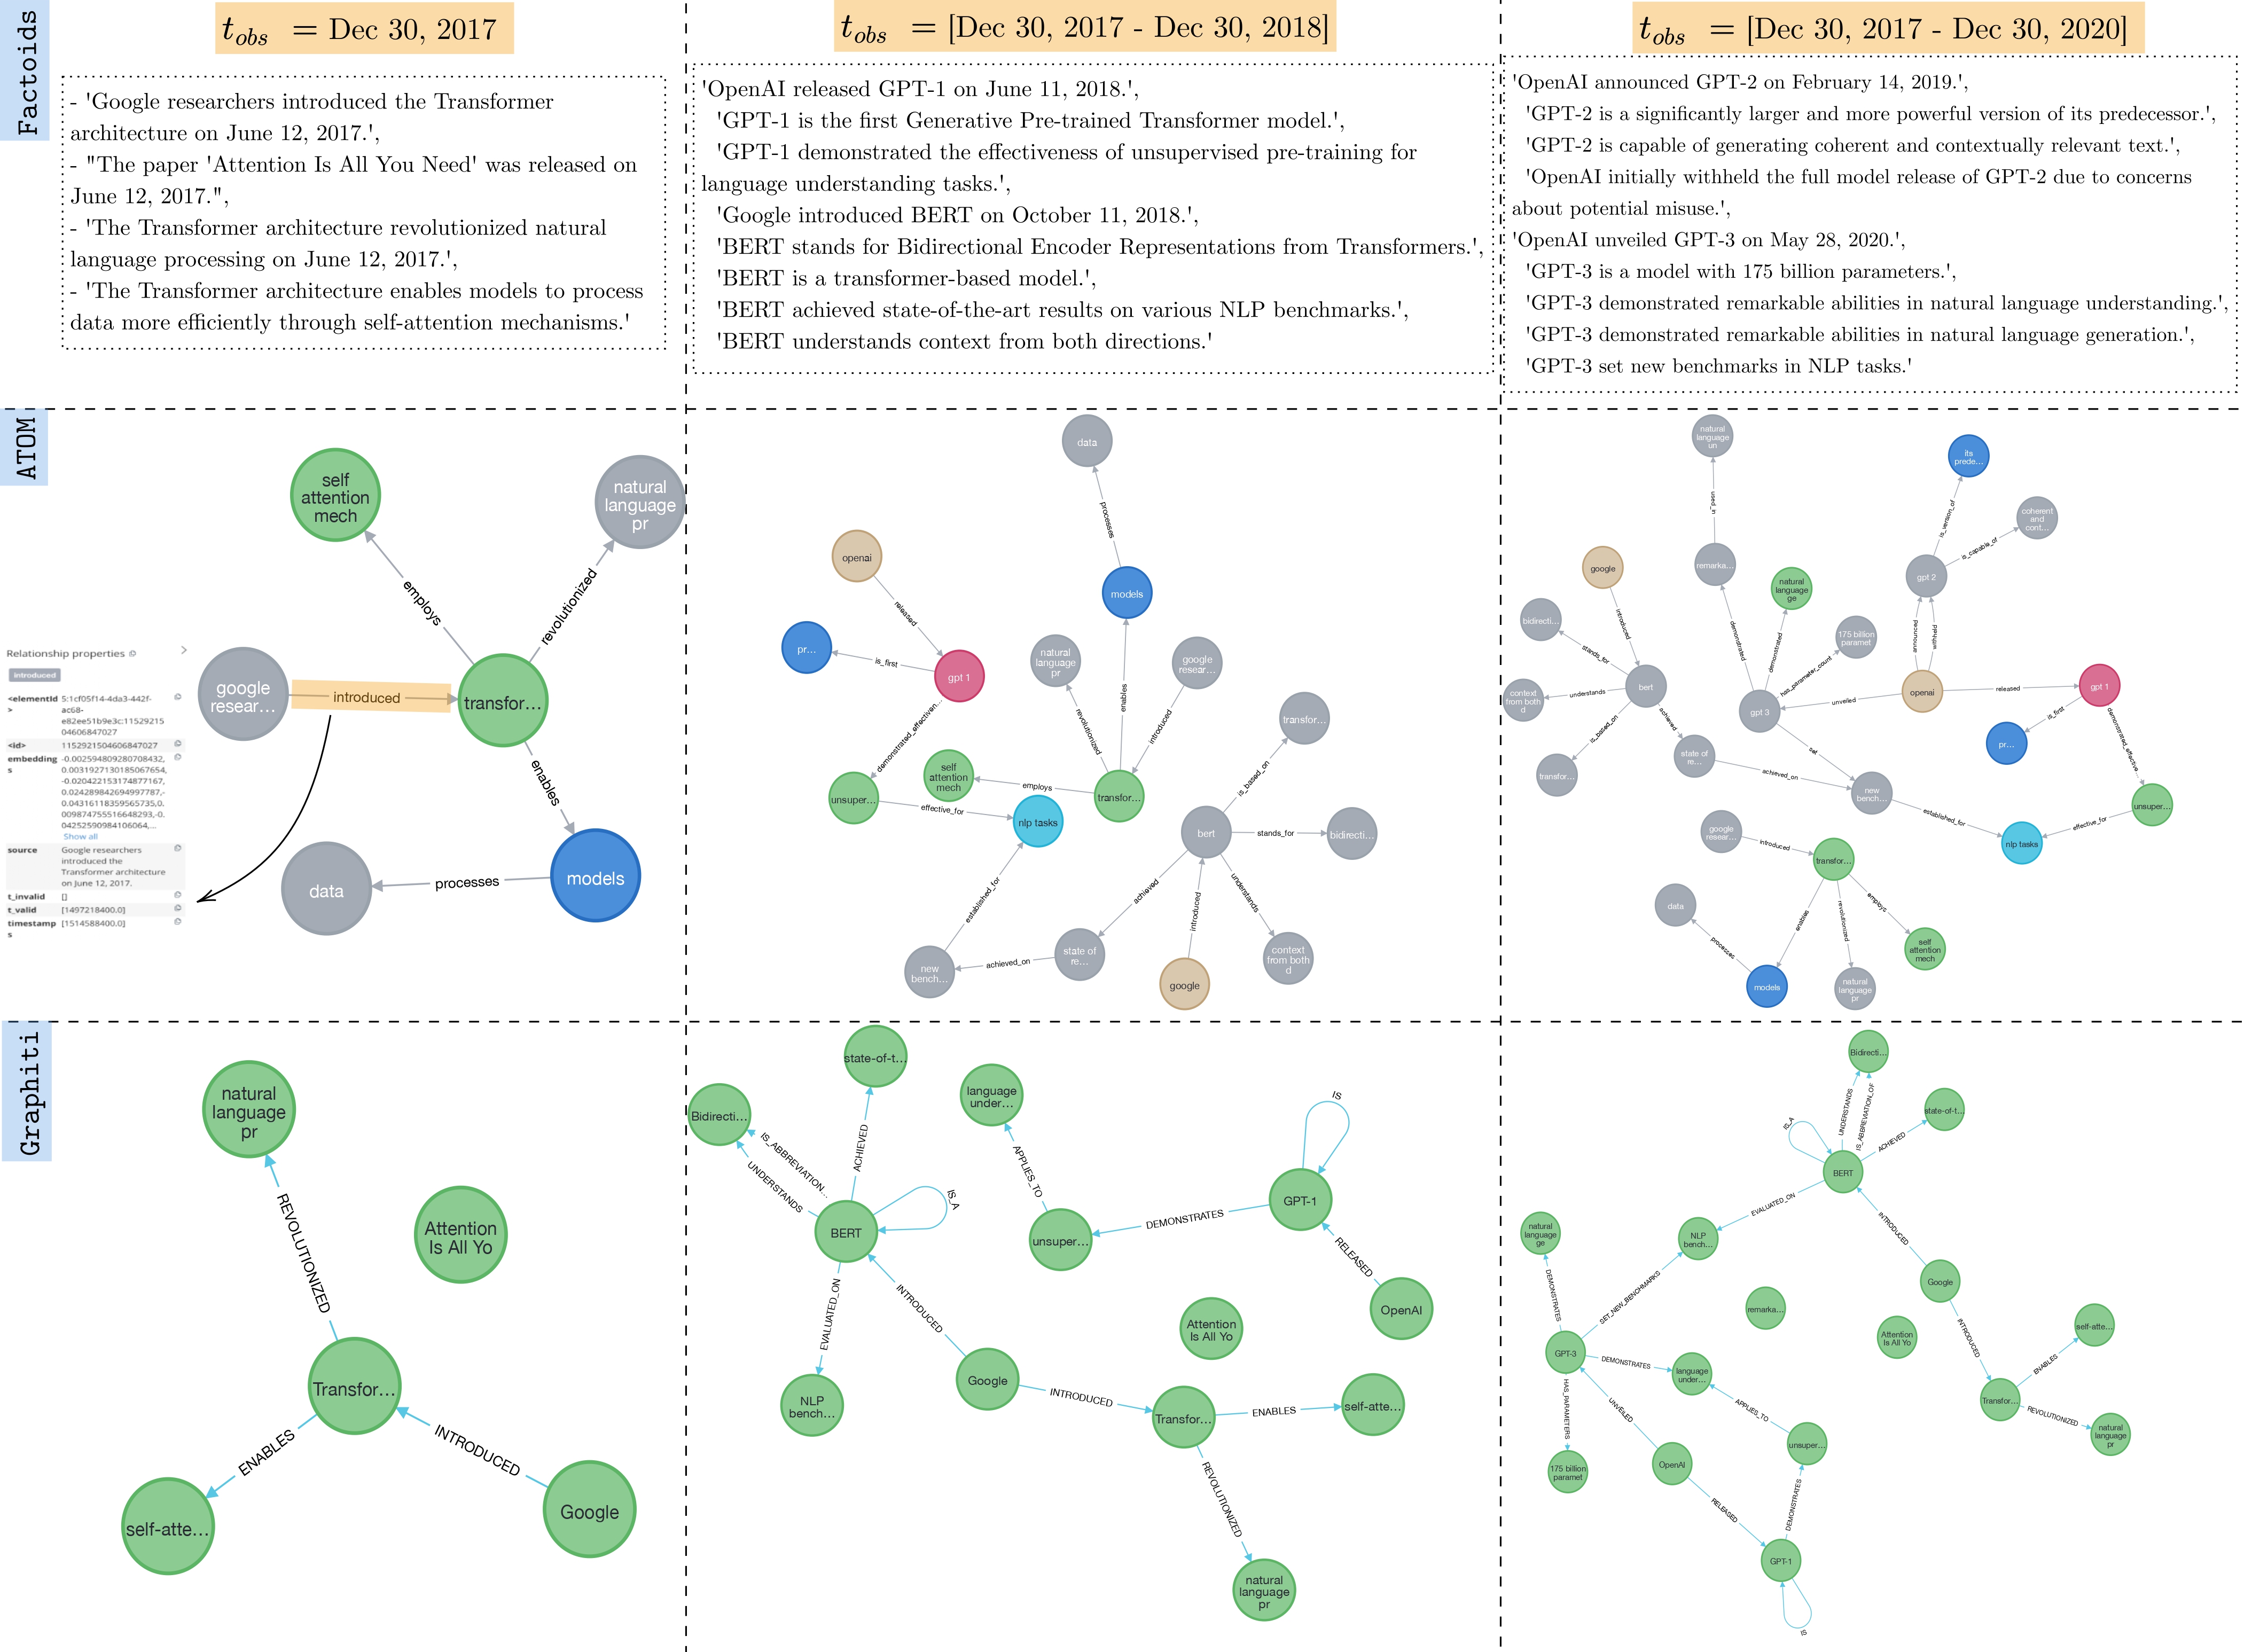 Factoids
t_obs = Dec 30, 2017
- 'Google researchers introduced the Transformer
architecture on June 12, 2017.',
- "The paper 'Attention Is All You Need' was released on
June 12, 2017.",
- 'The Transformer architecture revolutionized natural
language processing on June 12, 2017.',
- 'The Transformer architecture enables models to process
data more efficiently through self-attention mechanisms.'
t_obs = [Dec 30, 2017 - Dec 30, 2018]
'OpenAI released GPT-1 on June 11, 2018.',
'GPT-1 is the first Generative Pre-trained Transformer model.',
'GPT-1 demonstrated the effectiveness of unsupervised pre-training for
language understanding tasks.',
'Google introduced BERT on October 11, 2018.',
'BERT stands for Bidirectional Encoder Representations from Transformers.',
'BERT is a transformer-based model.',
'BERT achieved state-of-the-art results on various NLP benchmarks.',
'BERT understands context from both directions.'
t_obs = [Dec 30, 2017 - Dec 30, 2020]
'OpenAI announced GPT-2 on February 14, 2019.',
'GPT-2 is a significantly larger and more powerful version of its predecessor.',
'GPT-2 is capable of generating coherent and contextually relevant text.',
'OpenAI initially withheld the full model release of GPT-2 due to concerns
about potential misuse.',
'OpenAI unveiled GPT-3 on May 28, 2020.',
'GPT-3 is a model with 175 billion parameters.',
'GPT-3 demonstrated remarkable abilities in natural language understanding.',
'GPT-3 demonstrated remarkable abilities in natural language generation.',
'GPT-3 set new benchmarks in NLP tasks.'
ATOM
self
attention
mech
natural
language
pr
employs
revolutionized
google
resear...
introduced
transfor...
enables
data
processes
models
Relationship properties
introduced
<elementId
>
5:1cf05f14-4da3-442f-
ac68-
e82ee51b9e3c:11529215
04606847027
<id>
1152921504606847027
embedding
s
-0.002594809280708432,
0.0031927130185067654,
-0.020422153174877167,
0.024289842694997787,-
0.04316118359565735,0.
009874755516648293,-0.
04252590984106064,...
Show all
source
Google researchers
introduced the
Transformer architecture
on June 12, 2017.
t_invalid []
t_valid [1497218400.0]
timestamp
s
[1514588400.0]
data
processes
openai
released
models
pr...
is_first
gpt 1
natural
language
pr
google
resear...
enables
revolutionized
introduced
demonstrated_effectiven...
self
attention
mech
employs
transfor...
unsuper...
effective_for
nlp tasks
transfor...
is_based_on
bert
stands_for
bidirecti...
established_for
achieved
introduced
understands
new
bench...
achieved_on
state of
re...
google
context
from both
d
natural
language
un
used_in
its
prede...
is_version_of
coherent
and
cont...
is_capable_of
google
remarka...
natural
language
ge
gpt 2
introduced
bidirecti...
stands_for
demonstrated
demonstrated
175 billion
paramet
has_parameter_count
announced
withheld
bert
understands
context
from both
d
openai
released
gpt 1
unveiled
gpt 3
is_first
pr...
demonstrated_effective...
is_based_on
achieved
state of
re...
set
transfor...
achieved_on
new
bench...
unsuper...
established_for
effective_for
nlp tasks
google
resear...
introduced
transfor...
employs
data
enables
revolutionized
processes
self
attention
mech
models
natural
language
pr
Graphiti
natural
language
pr
REVOLUTIONIZED
Attention
Is All Yo
Transfor...
ENABLES
INTRODUCED
self-atte...
Google
state-of-t...
Bidirecti...
IS_ABBREVIATION...
UNDERSTANDS
ACHIEVED
IS_A
BERT
language
under...
APPLIES_TO
IS
GPT-1
DEMONSTRATES
unsuper...
RELEASED
OpenAI
EVALUATED_ON
INTRODUCED
Attention
Is All Yo
NLP
bench...
Google
INTRODUCED
Transfor...
ENABLES
self-atte...
REVOLUTIONIZED
natural
language
pr
Bidirecti...
UNDERSTANDS
IS_ABBREVIATION_OF
state-of-t...
ACHIEVED
IS_A
BERT
EVALUATED_ON
INTRODUCED
natural
language
ge
NLP
bench...
Google
DEMONSTRATES
SET_NEW_BENCHMARKS
remarka...
Attention
Is All Yo
INTRODUCED
self-atte...
ENABLES
GPT-3
DEMONSTRATES
language
under...
Transfor...
REVOLUTIONIZED
natural
language
pr
HAS_PARAMETERS
UNVEILED
APPLIES_TO
unsuper...
175 billion
paramet
OpenAI
RELEASED
DEMONSTRATES
GPT-1
IS